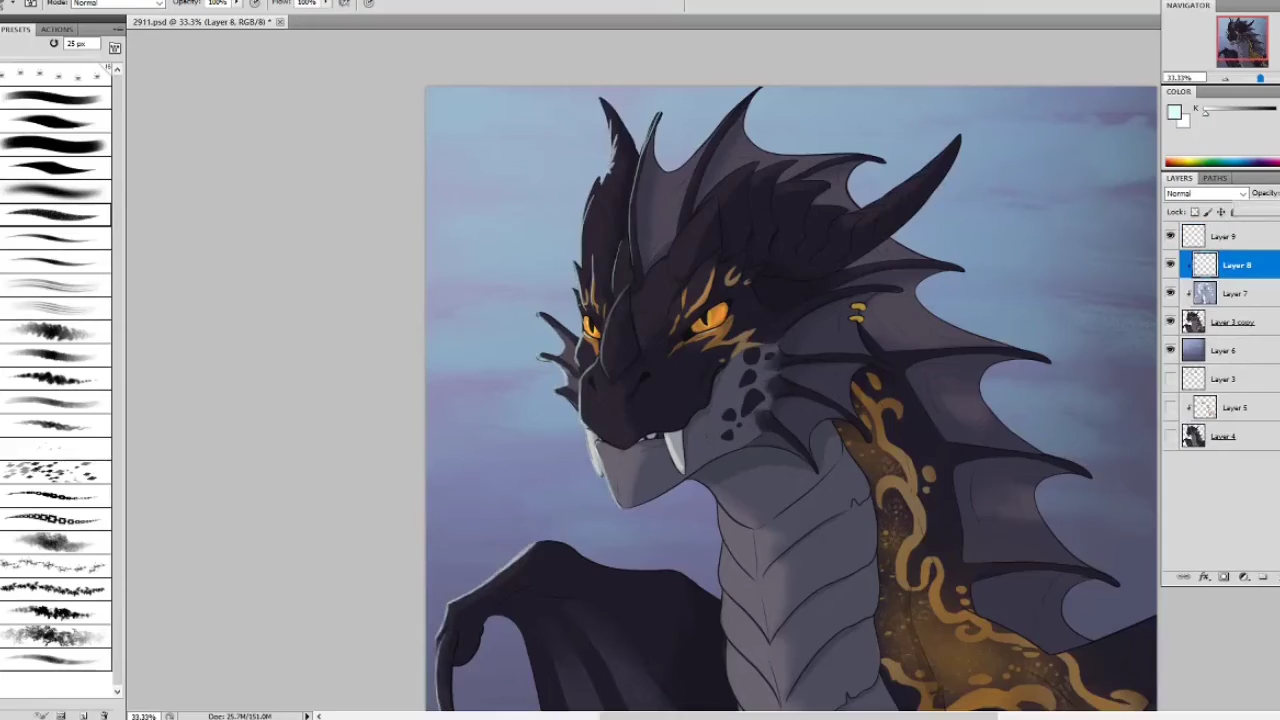 Mode: Normal Opacity: 100% Flow: 100%
2911.psd @ 33.3% (Layer 8, RGB/8) *
PRESETS ACTIONS
25 px
NAVIGATOR
33.33%
COLOR
K
LAYERS PATHS
Normal Opacity:
Lock:
Layer 9
Layer 8
Layer 7
Layer 3 copy
Layer 6
Layer 3
Layer 5
Layer 4
33.33% Doc: 25.7M/151.0M